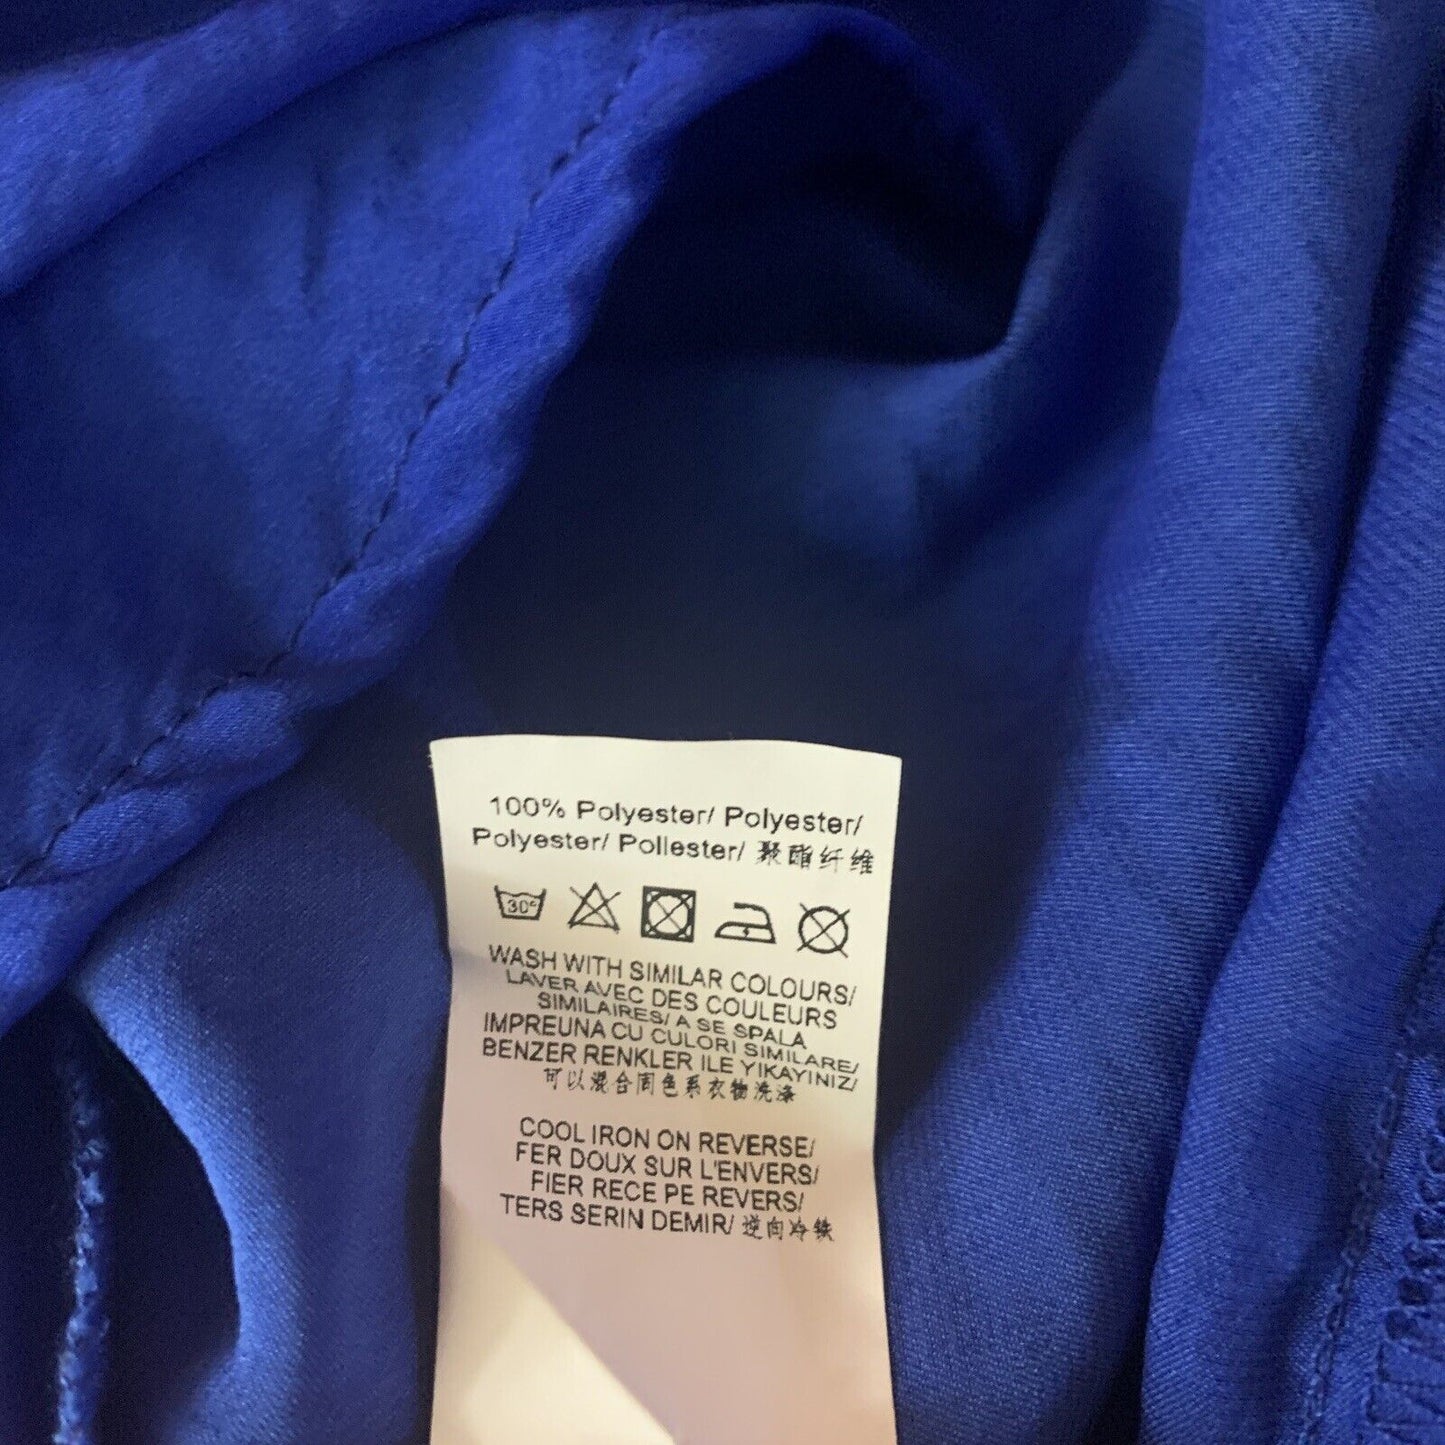 100% Polyester/ Polyester/
Polyester/ Poliester/ 聚酯纤维
30°
WASH WITH SIMILAR COLOURS/
LAVER AVEC DES COULEURS
SIMILAIRES/ A SE SPALA
IMPREUNA CU CULORI SIMILARE/
BENZER RENKLER ILE YIKAYINIZ/
可以混合同色系衣物洗涤
COOL IRON ON REVERSE/
FER DOUX SUR L'ENVERS/
FIER RECE PE REVERS/
TERS SERIN DEMIR/ 逆向冷铁